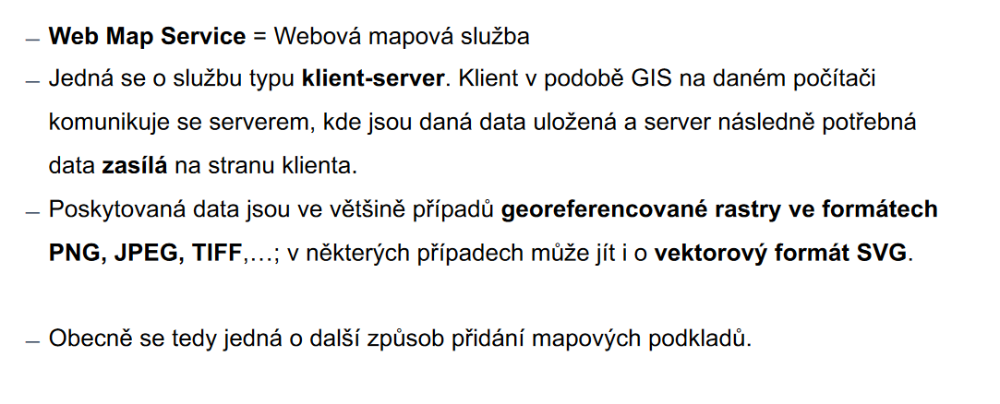 – Web Map Service = Webová mapová služba
– Jedná se o službu typu klient-server. Klient v podobě GIS na daném počítači
komunikuje se serverem, kde jsou daná data uložená a server následně potřebná
data zasílá na stranu klienta.
– Poskytovaná data jsou ve většině případů georeferencované rastry ve formátech
PNG, JPEG, TIFF,…; v některých případech může jít i o vektorový formát SVG.
– Obecně se tedy jedná o další způsob přidání mapových podkladů.